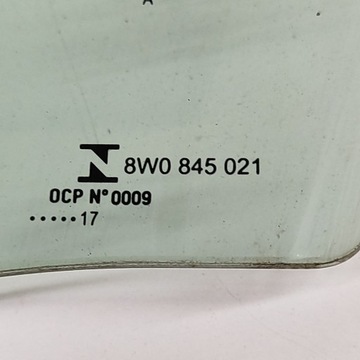 A
N 8W0 845 021
OCP N° 0009
.....17